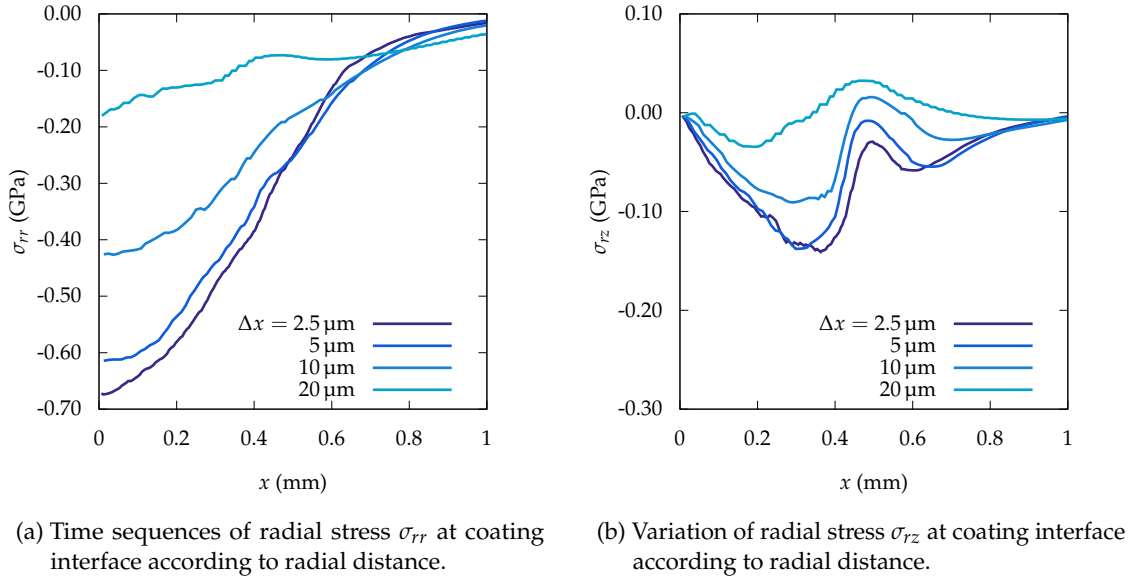 0.00
-0.10
-0.20
-0.30
-0.40
-0.50
-0.60
-0.70
σrr (GPa)
0 0.2 0.4 0.6 0.8 1
x (mm)
Δx = 2.5 µm
5 µm
10 µm
20 µm
(a) Time sequences of radial stress σrr at coating
interface according to radial distance.
0.10
0.00
-0.10
-0.20
-0.30
σrz (GPa)
0 0.2 0.4 0.6 0.8 1
x (mm)
Δx = 2.5 µm
5 µm
10 µm
20 µm
(b) Variation of radial stress σrz at coating interface
according to radial distance.